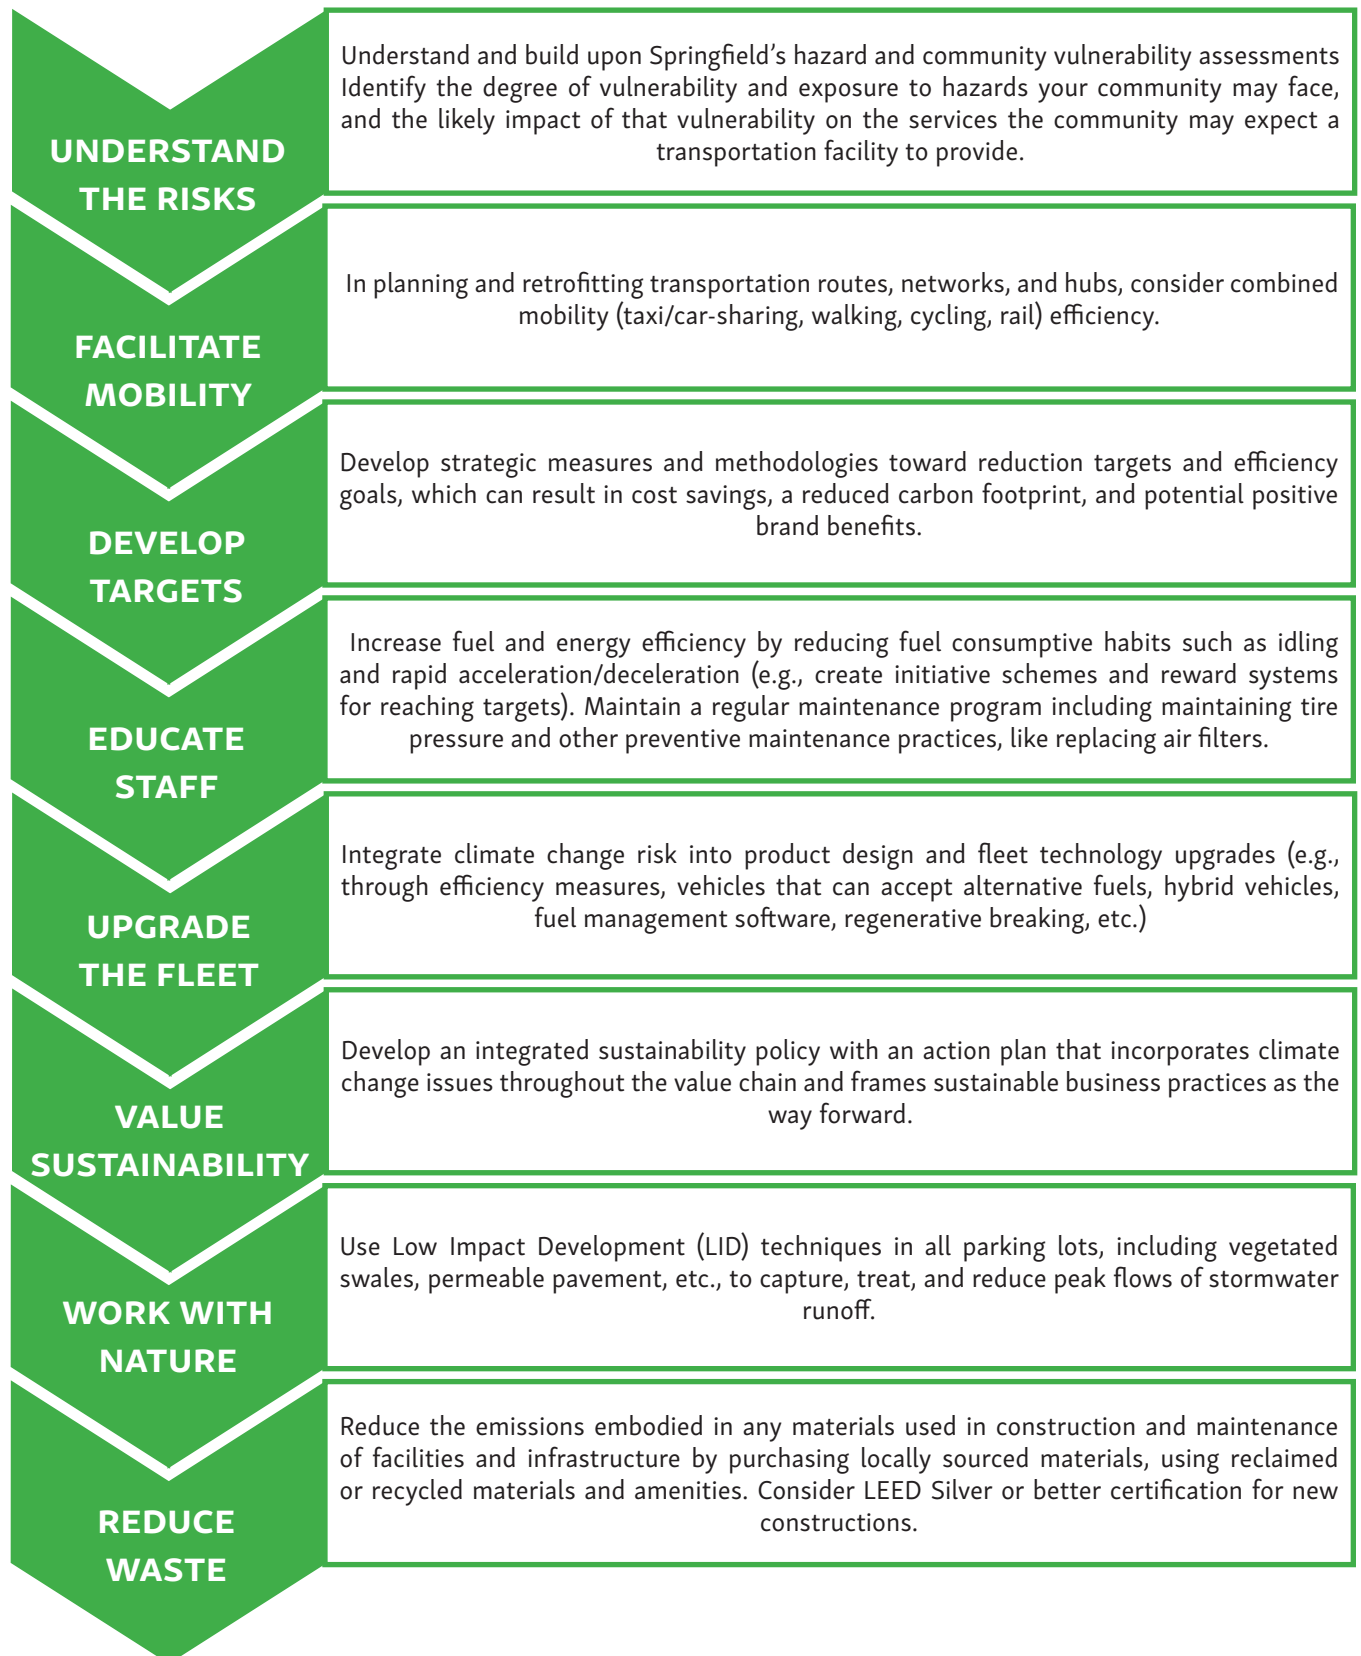 UNDERSTAND
THE RISKS
Understand and build upon Springfield’s hazard and community vulnerability assessments
Identify the degree of vulnerability and exposure to hazards your community may face,
and the likely impact of that vulnerability on the services the community may expect a
transportation facility to provide.
FACILITATE
MOBILITY
In planning and retrofitting transportation routes, networks, and hubs, consider combined
mobility (taxi/car-sharing, walking, cycling, rail) efficiency.
DEVELOP
TARGETS
Develop strategic measures and methodologies toward reduction targets and efficiency
goals, which can result in cost savings, a reduced carbon footprint, and potential positive
brand benefits.
EDUCATE
STAFF
Increase fuel and energy efficiency by reducing fuel consumptive habits such as idling
and rapid acceleration/deceleration (e.g., create initiative schemes and reward systems
for reaching targets). Maintain a regular maintenance program including maintaining tire
pressure and other preventive maintenance practices, like replacing air filters.
UPGRADE
THE FLEET
Integrate climate change risk into product design and fleet technology upgrades (e.g.,
through efficiency measures, vehicles that can accept alternative fuels, hybrid vehicles,
fuel management software, regenerative breaking, etc.)
VALUE
SUSTAINABILITY
Develop an integrated sustainability policy with an action plan that incorporates climate
change issues throughout the value chain and frames sustainable business practices as the
way forward.
WORK WITH
NATURE
Use Low Impact Development (LID) techniques in all parking lots, including vegetated
swales, permeable pavement, etc., to capture, treat, and reduce peak flows of stormwater
runoff.
REDUCE
WASTE
Reduce the emissions embodied in any materials used in construction and maintenance
of facilities and infrastructure by purchasing locally sourced materials, using reclaimed
or recycled materials and amenities. Consider LEED Silver or better certification for new
constructions.